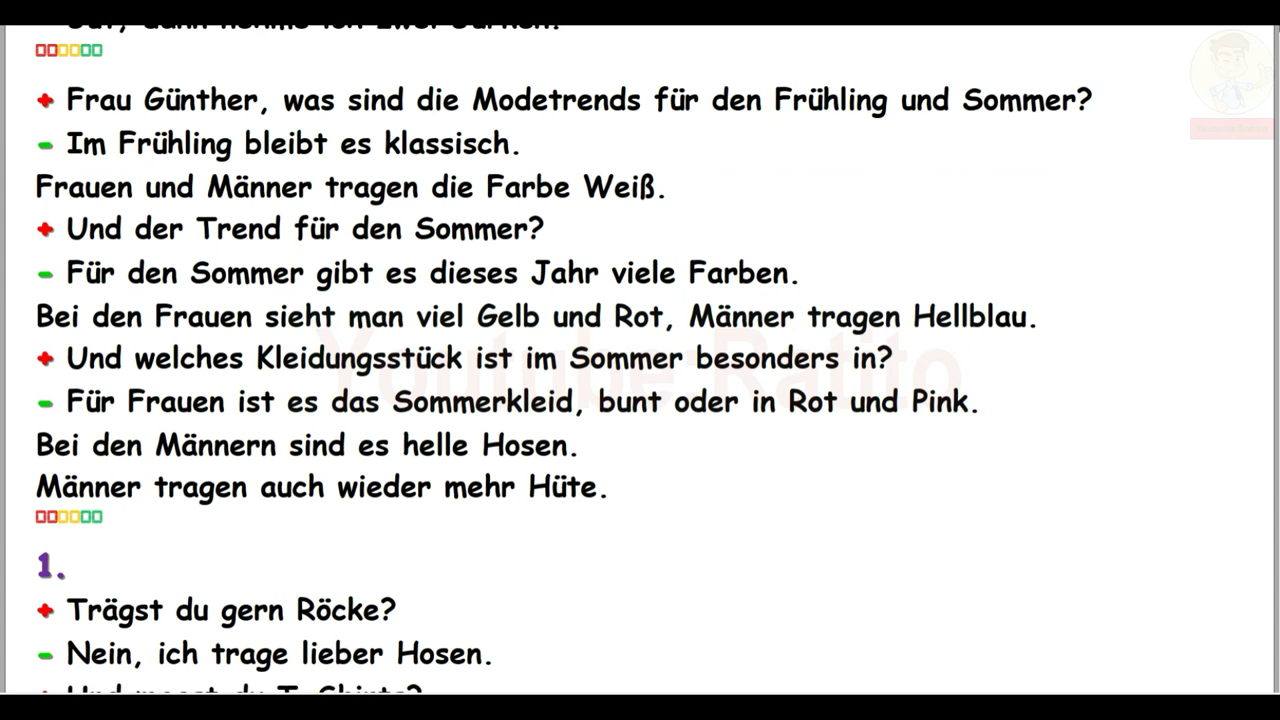 + Frau Günther, was sind die Modetrends für den Frühling und Sommer?
- Im Frühling bleibt es klassisch.
Frauen und Männer tragen die Farbe Weiß.
+ Und der Trend für den Sommer?
- Für den Sommer gibt es dieses Jahr viele Farben.
Bei den Frauen sieht man viel Gelb und Rot, Männer tragen Hellblau.
+ Und welches Kleidungsstück ist im Sommer besonders in?
- Für Frauen ist es das Sommerkleid, bunt oder in Rot und Pink.
Bei den Männern sind es helle Hosen.
Männer tragen auch wieder mehr Hüte.
1.
+ Trägst du gern Röcke?
- Nein, ich trage lieber Hosen.
Youtube:Ratito